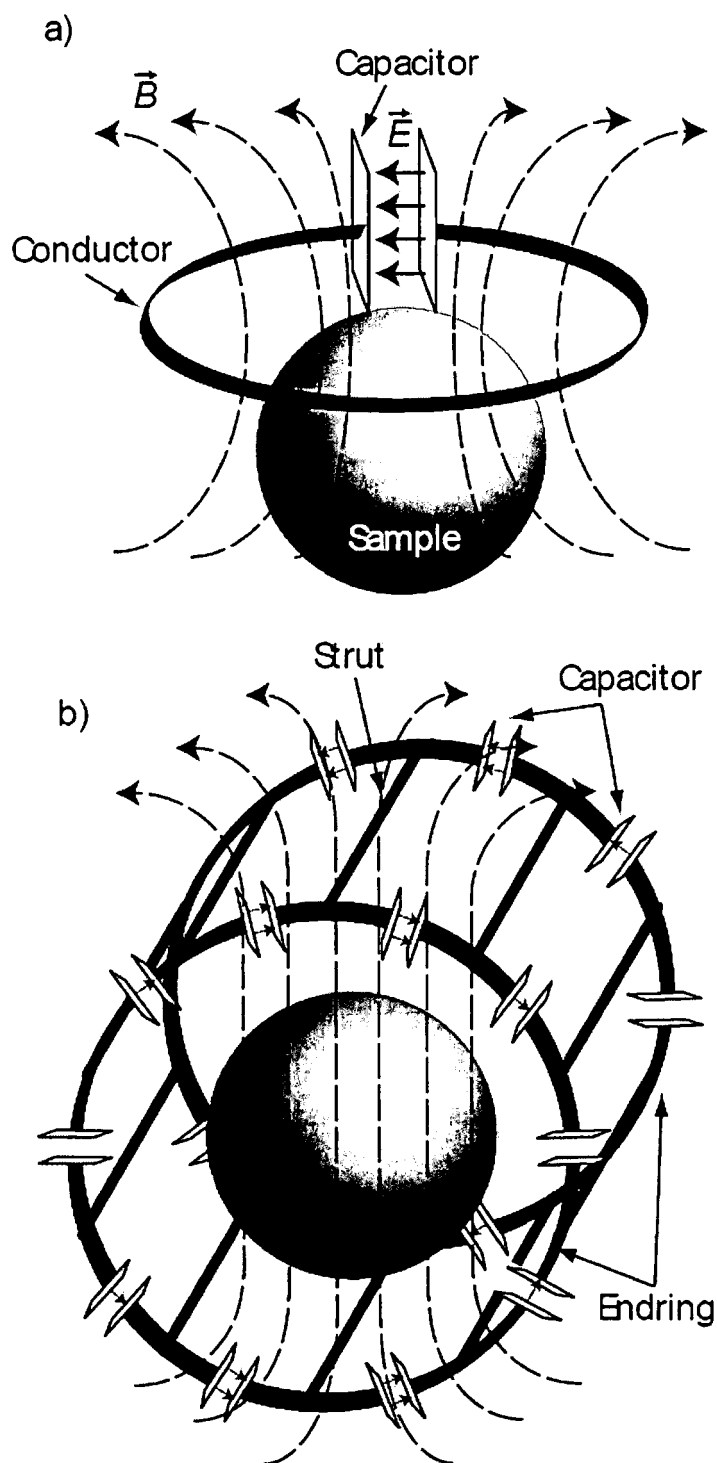 a)
Capacitor
B
E
Conductor
Sample
Strut
Capacitor
b)
Endring